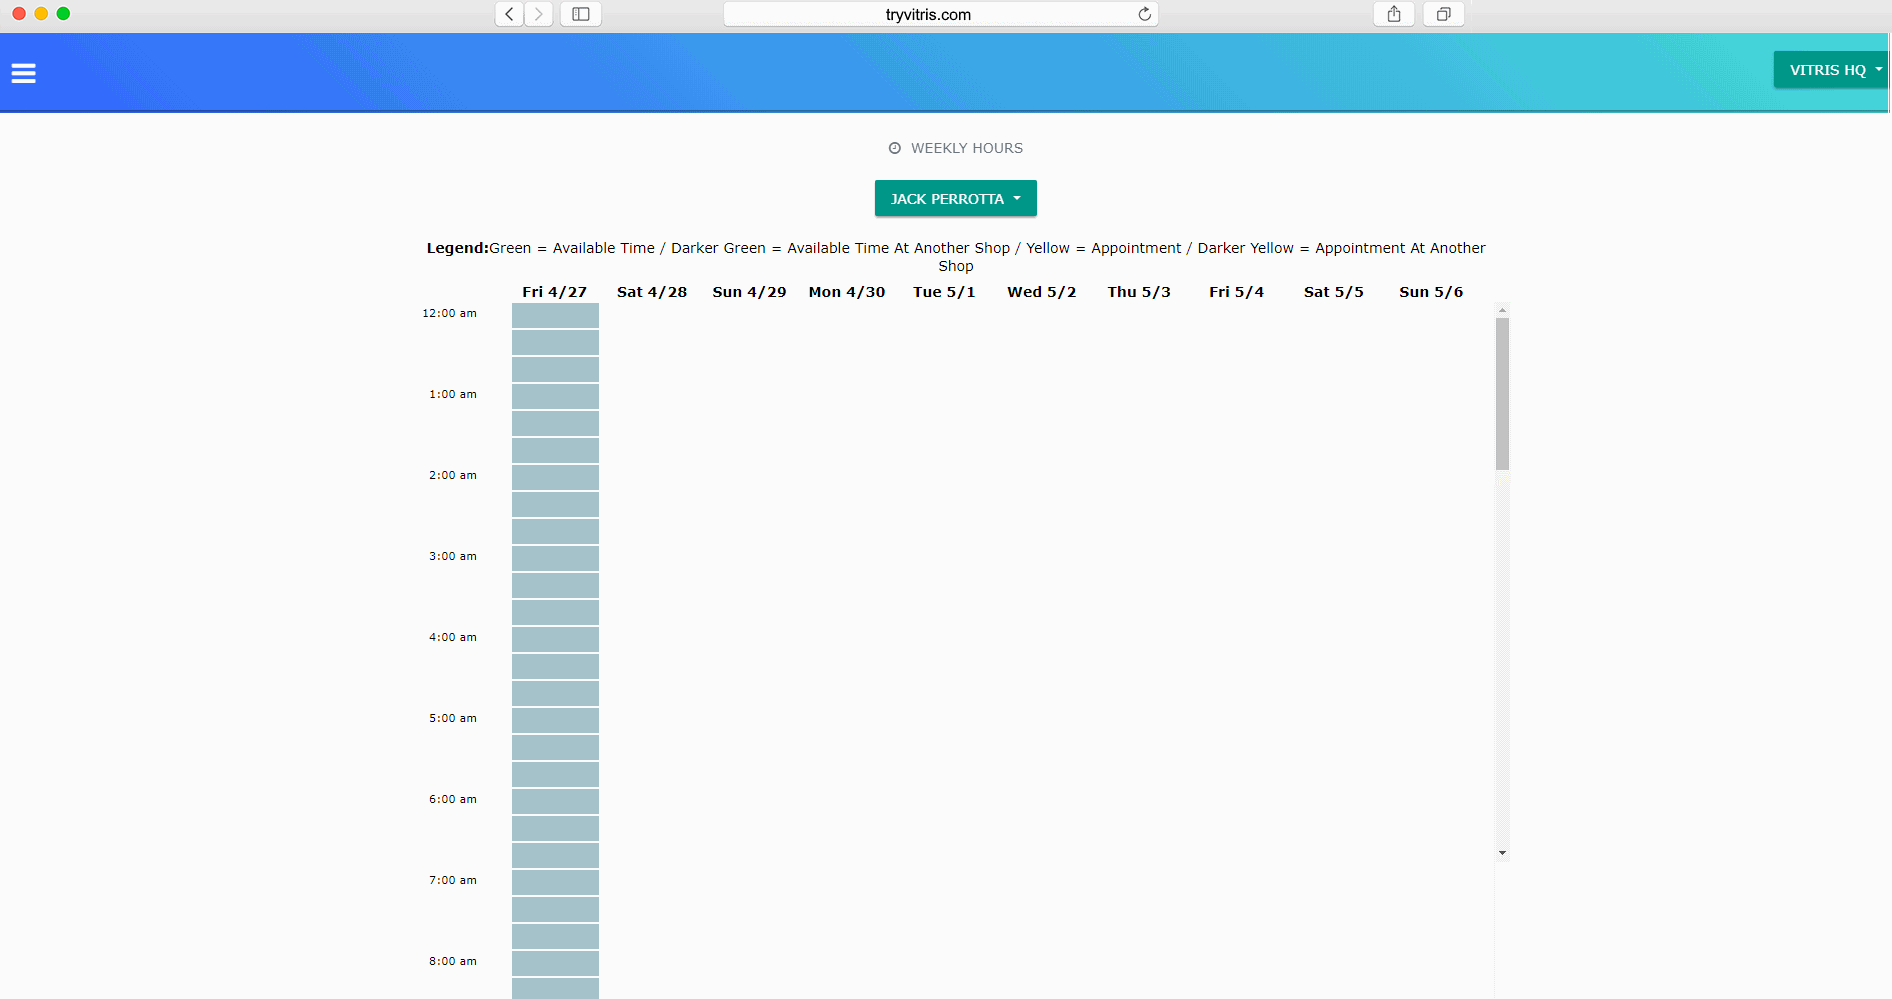 tryvitris.com
VITRIS HQ
WEEKLY HOURS
JACK PERROTTA
Legend:Green = Available Time / Darker Green = Available Time At Another Shop / Yellow = Appointment / Darker Yellow = Appointment At Another
Shop
Fri 4/27 Sat 4/28 Sun 4/29 Mon 4/30 Tue 5/1 Wed 5/2 Thu 5/3 Fri 5/4 Sat 5/5 Sun 5/6
12:00 am
1:00 am
2:00 am
3:00 am
4:00 am
5:00 am
6:00 am
7:00 am
8:00 am